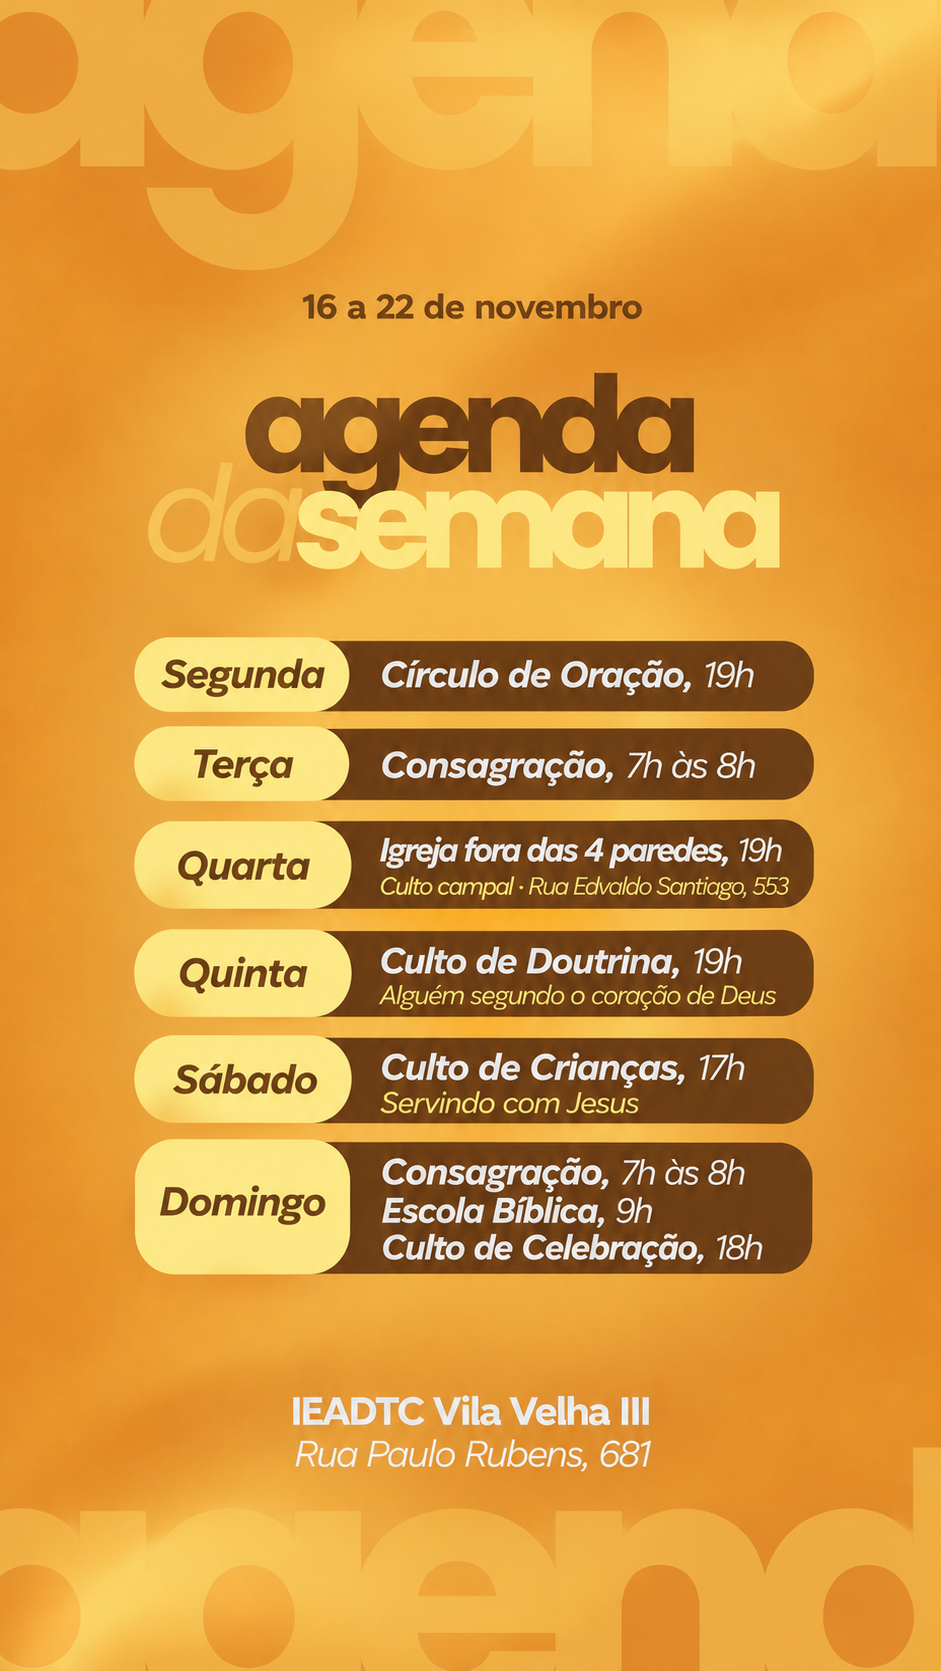 agenda
16 a 22 de novembro
agenda
dasemana
Segunda
Círculo de Oração, 19h
Terça
Consagração, 7h às 8h
Quarta
Igreja fora das 4 paredes, 19h
Culto campal · Rua Edvaldo Santiago, 553
Quinta
Culto de Doutrina, 19h
Alguém segundo o coração de Deus
Sábado
Culto de Crianças, 17h
Servindo com Jesus
Domingo
Consagração, 7h às 8h
Escola Bíblica, 9h
Culto de Celebração, 18h
IEADTC Vila Velha III
Rua Paulo Rubens, 681
agend